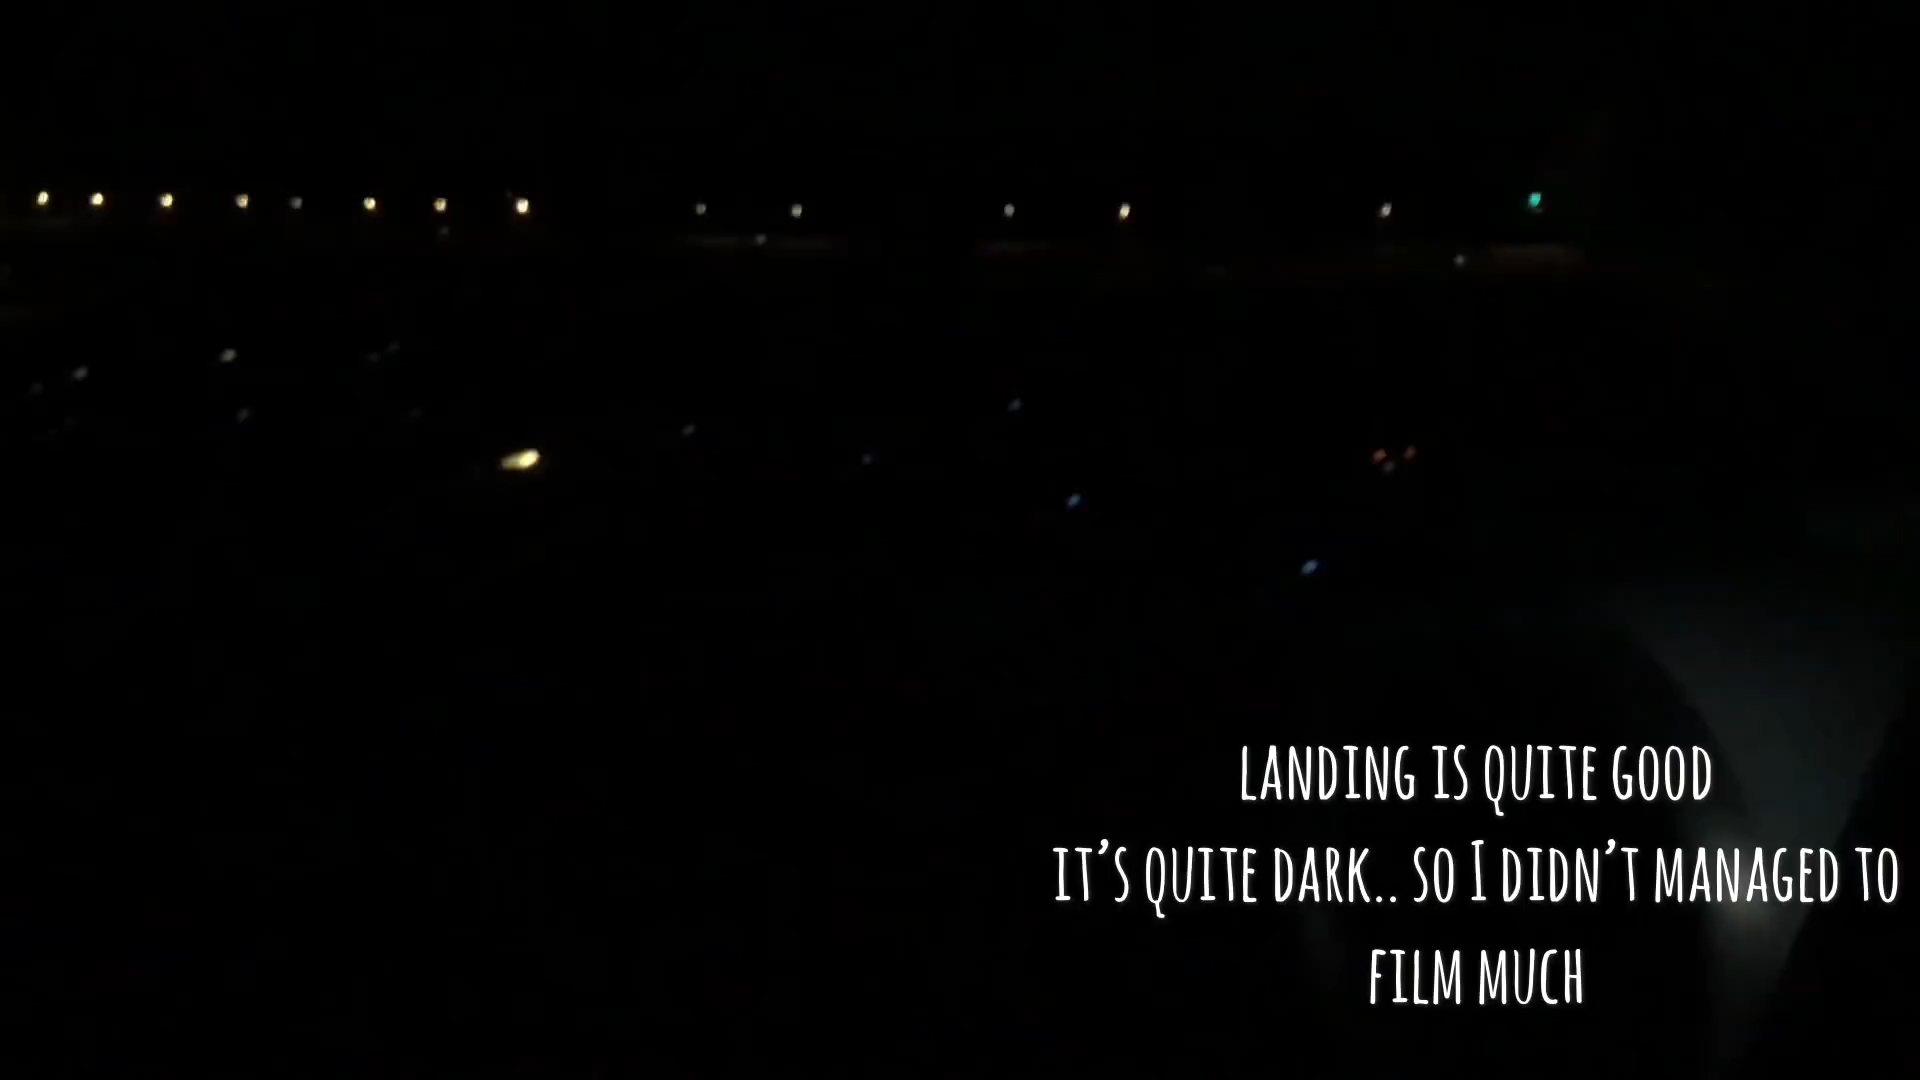 LANDING IS QUITE GOOD
IT'S QUITE DARK.. SO I DIDN'T MANAGED TO
FILM MUCH